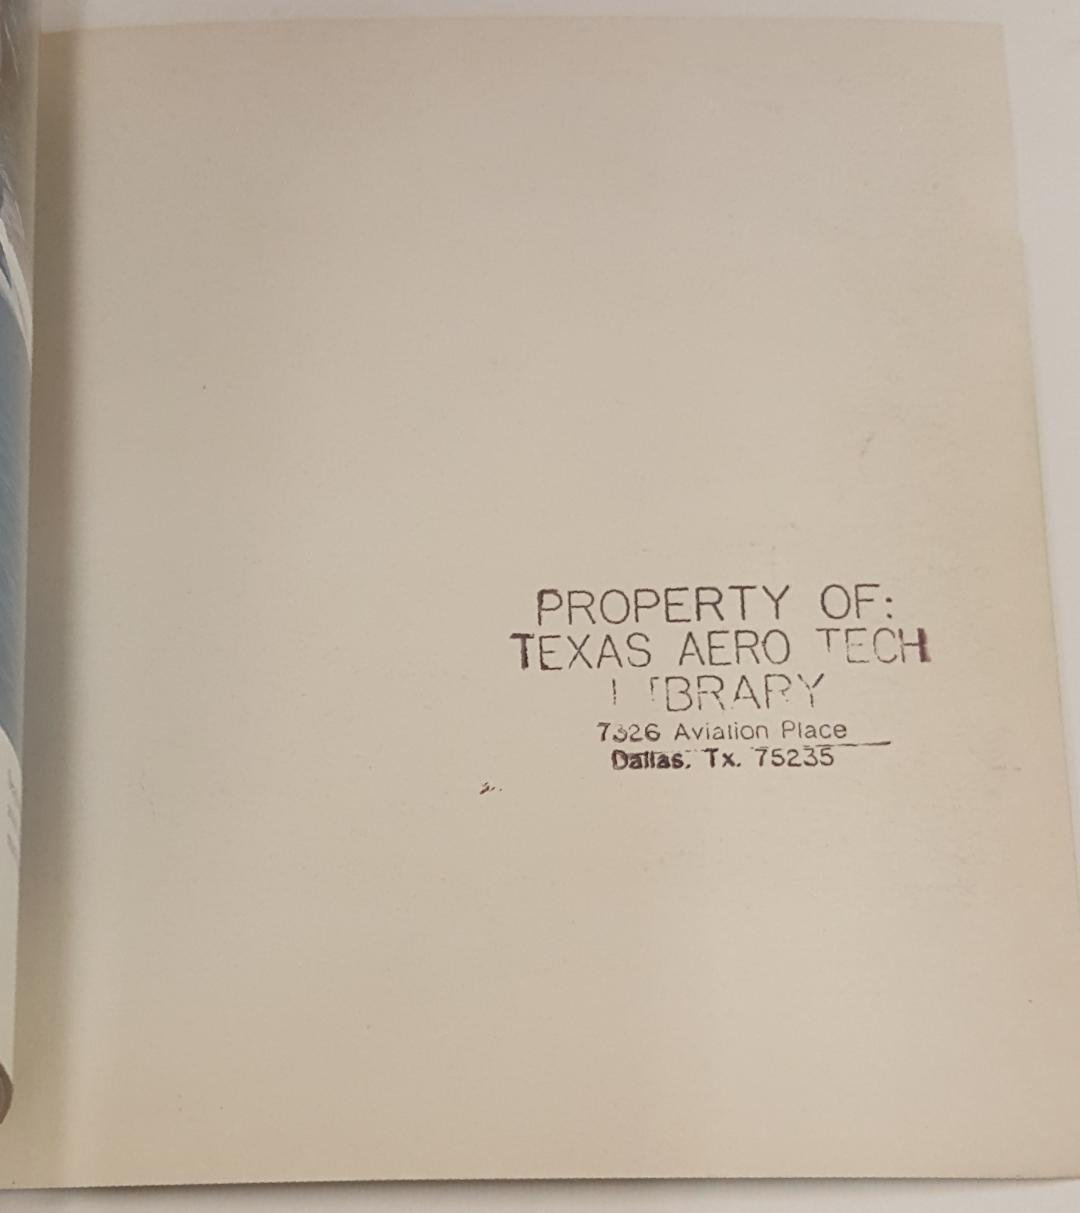 PROPERTY OF:
TEXAS AERO TECH
LIBRARY
7326 Aviation Place
Dallas, Tx. 75235